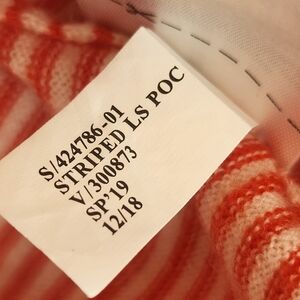 S/424786-01
STRIPED LS POC
V/300873
SP'19
12/18